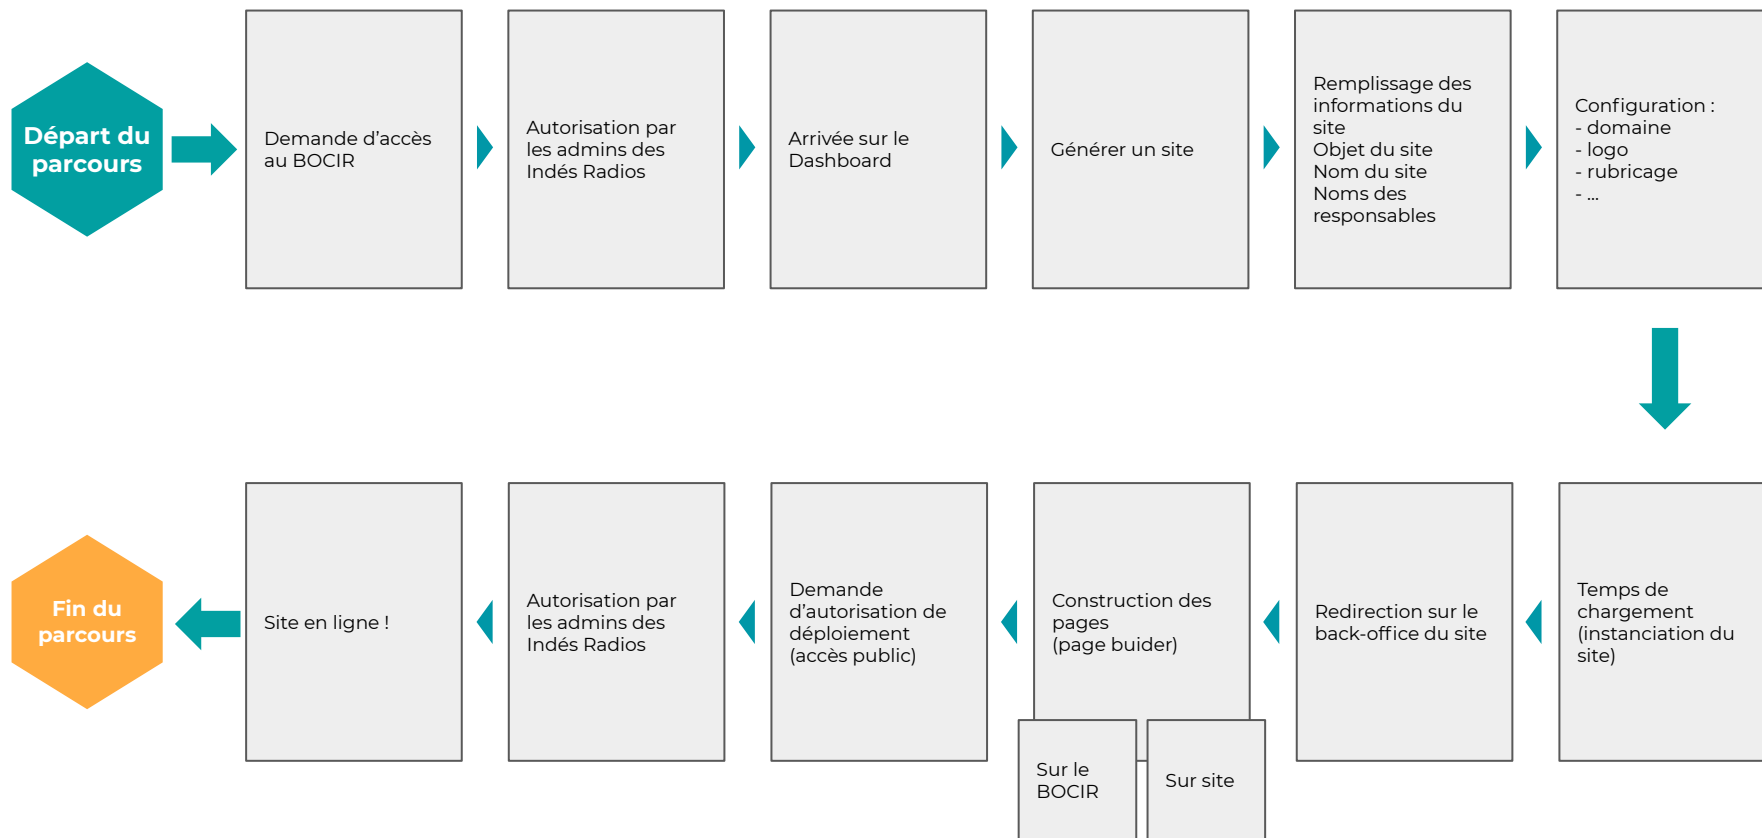 Départ du
parcours
Demande d’accès
au BOCIR
Autorisation par
les admins des
Indés Radios
Arrivée sur le
Dashboard
Générer un site
Remplissage des
informations du
site
Objet du site
Nom du site
Noms des
responsables
Configuration :
- domaine
- logo
- rubricage
- ...
Temps de
chargement
(instanciation du
site)
Redirection sur le
back-office du site
Construction des
pages
(page buider)
Sur le
BOCIR
Sur site
Demande
d’autorisation de
déploiement
(accès public)
Autorisation par
les admins des
Indés Radios
Site en ligne !
Fin du
parcours